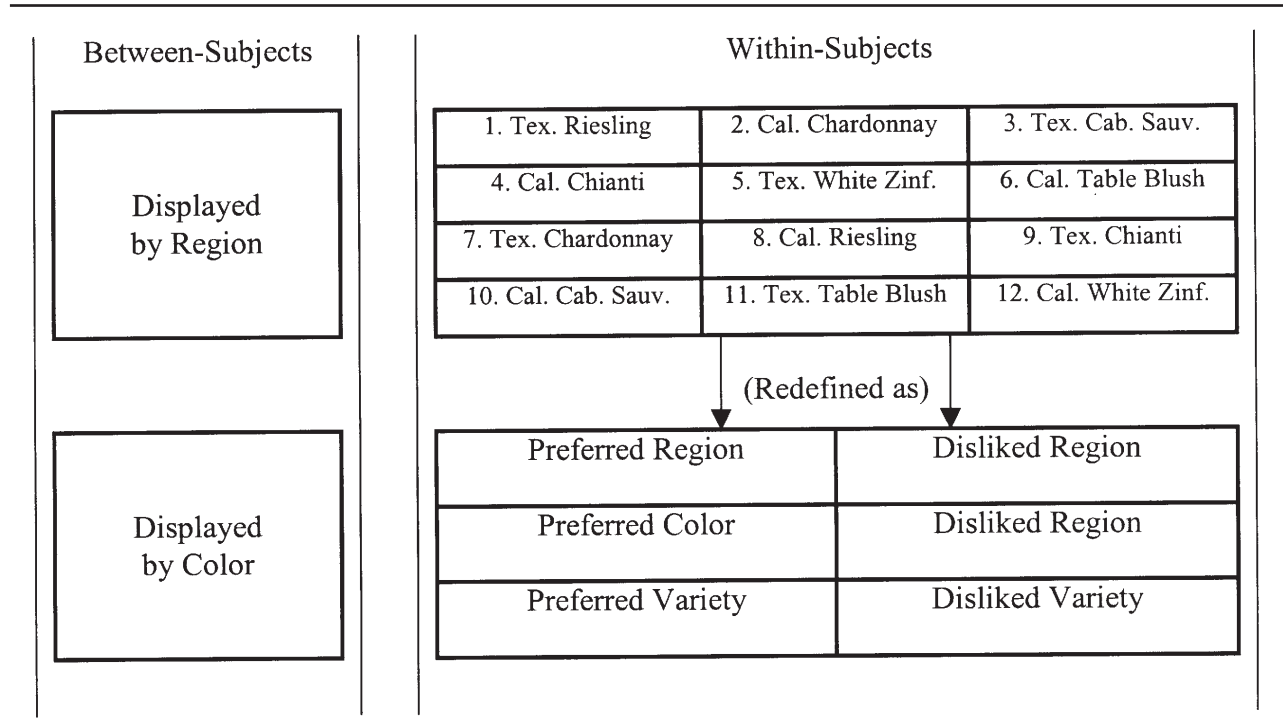 Between-Subjects
Within-Subjects
Displayed
by Region
1. Tex. Riesling
2. Cal. Chardonnay
3. Tex. Cab. Sauv.
4. Cal. Chianti
5. Tex. White Zinf.
6. Cal. Table Blush
7. Tex. Chardonnay
8. Cal. Riesling
9. Tex. Chianti
10. Cal. Cab. Sauv.
11. Tex. Table Blush
12. Cal. White Zinf.
(Redefined as)
Displayed
by Color
Preferred Region
Disliked Region
Preferred Color
Disliked Region
Preferred Variety
Disliked Variety